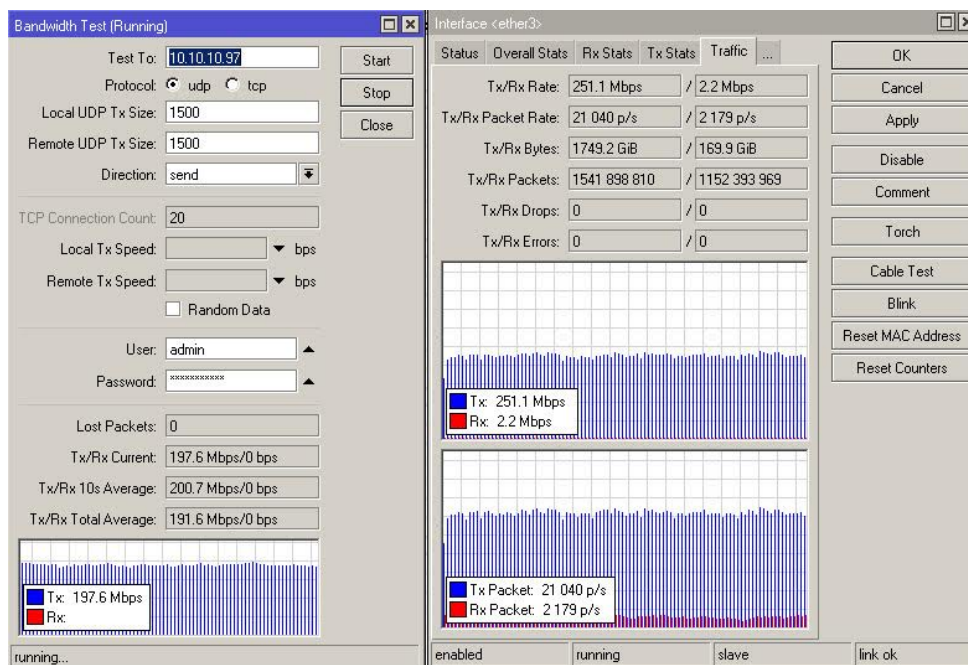 Bandwidth Test (Running)
Test To: 10.10.10.97
Protocol: udp tcp
Local UDP Tx Size: 1500
Remote UDP Tx Size: 1500
Direction: send
TCP Connection Count: 20
Local Tx Speed: bps
Remote Tx Speed: bps
Random Data
User: admin
Password: ***********
Lost Packets: 0
Tx/Rx Current: 197.6 Mbps/0 bps
Tx/Rx 10s Average: 200.7 Mbps/0 bps
Tx/Rx Total Average: 191.6 Mbps/0 bps
Tx: 197.6 Mbps
Rx:
running...
Start
Stop
Close
Interface <ether3>
Status Overall Stats Rx Stats Tx Stats Traffic ...
Tx/Rx Rate: 251.1 Mbps / 2.2 Mbps
Tx/Rx Packet Rate: 21 040 p/s / 2 179 p/s
Tx/Rx Bytes: 1749.2 GiB / 169.9 GiB
Tx/Rx Packets: 1541 898 810 / 1152 393 969
Tx/Rx Drops: 0 / 0
Tx/Rx Errors: 0 / 0
Tx: 251.1 Mbps
Rx: 2.2 Mbps
Tx Packet: 21 040 p/s
Rx Packet: 2 179 p/s
OK
Cancel
Apply
Disable
Comment
Torch
Cable Test
Blink
Reset MAC Address
Reset Counters
enabled running slave link ok